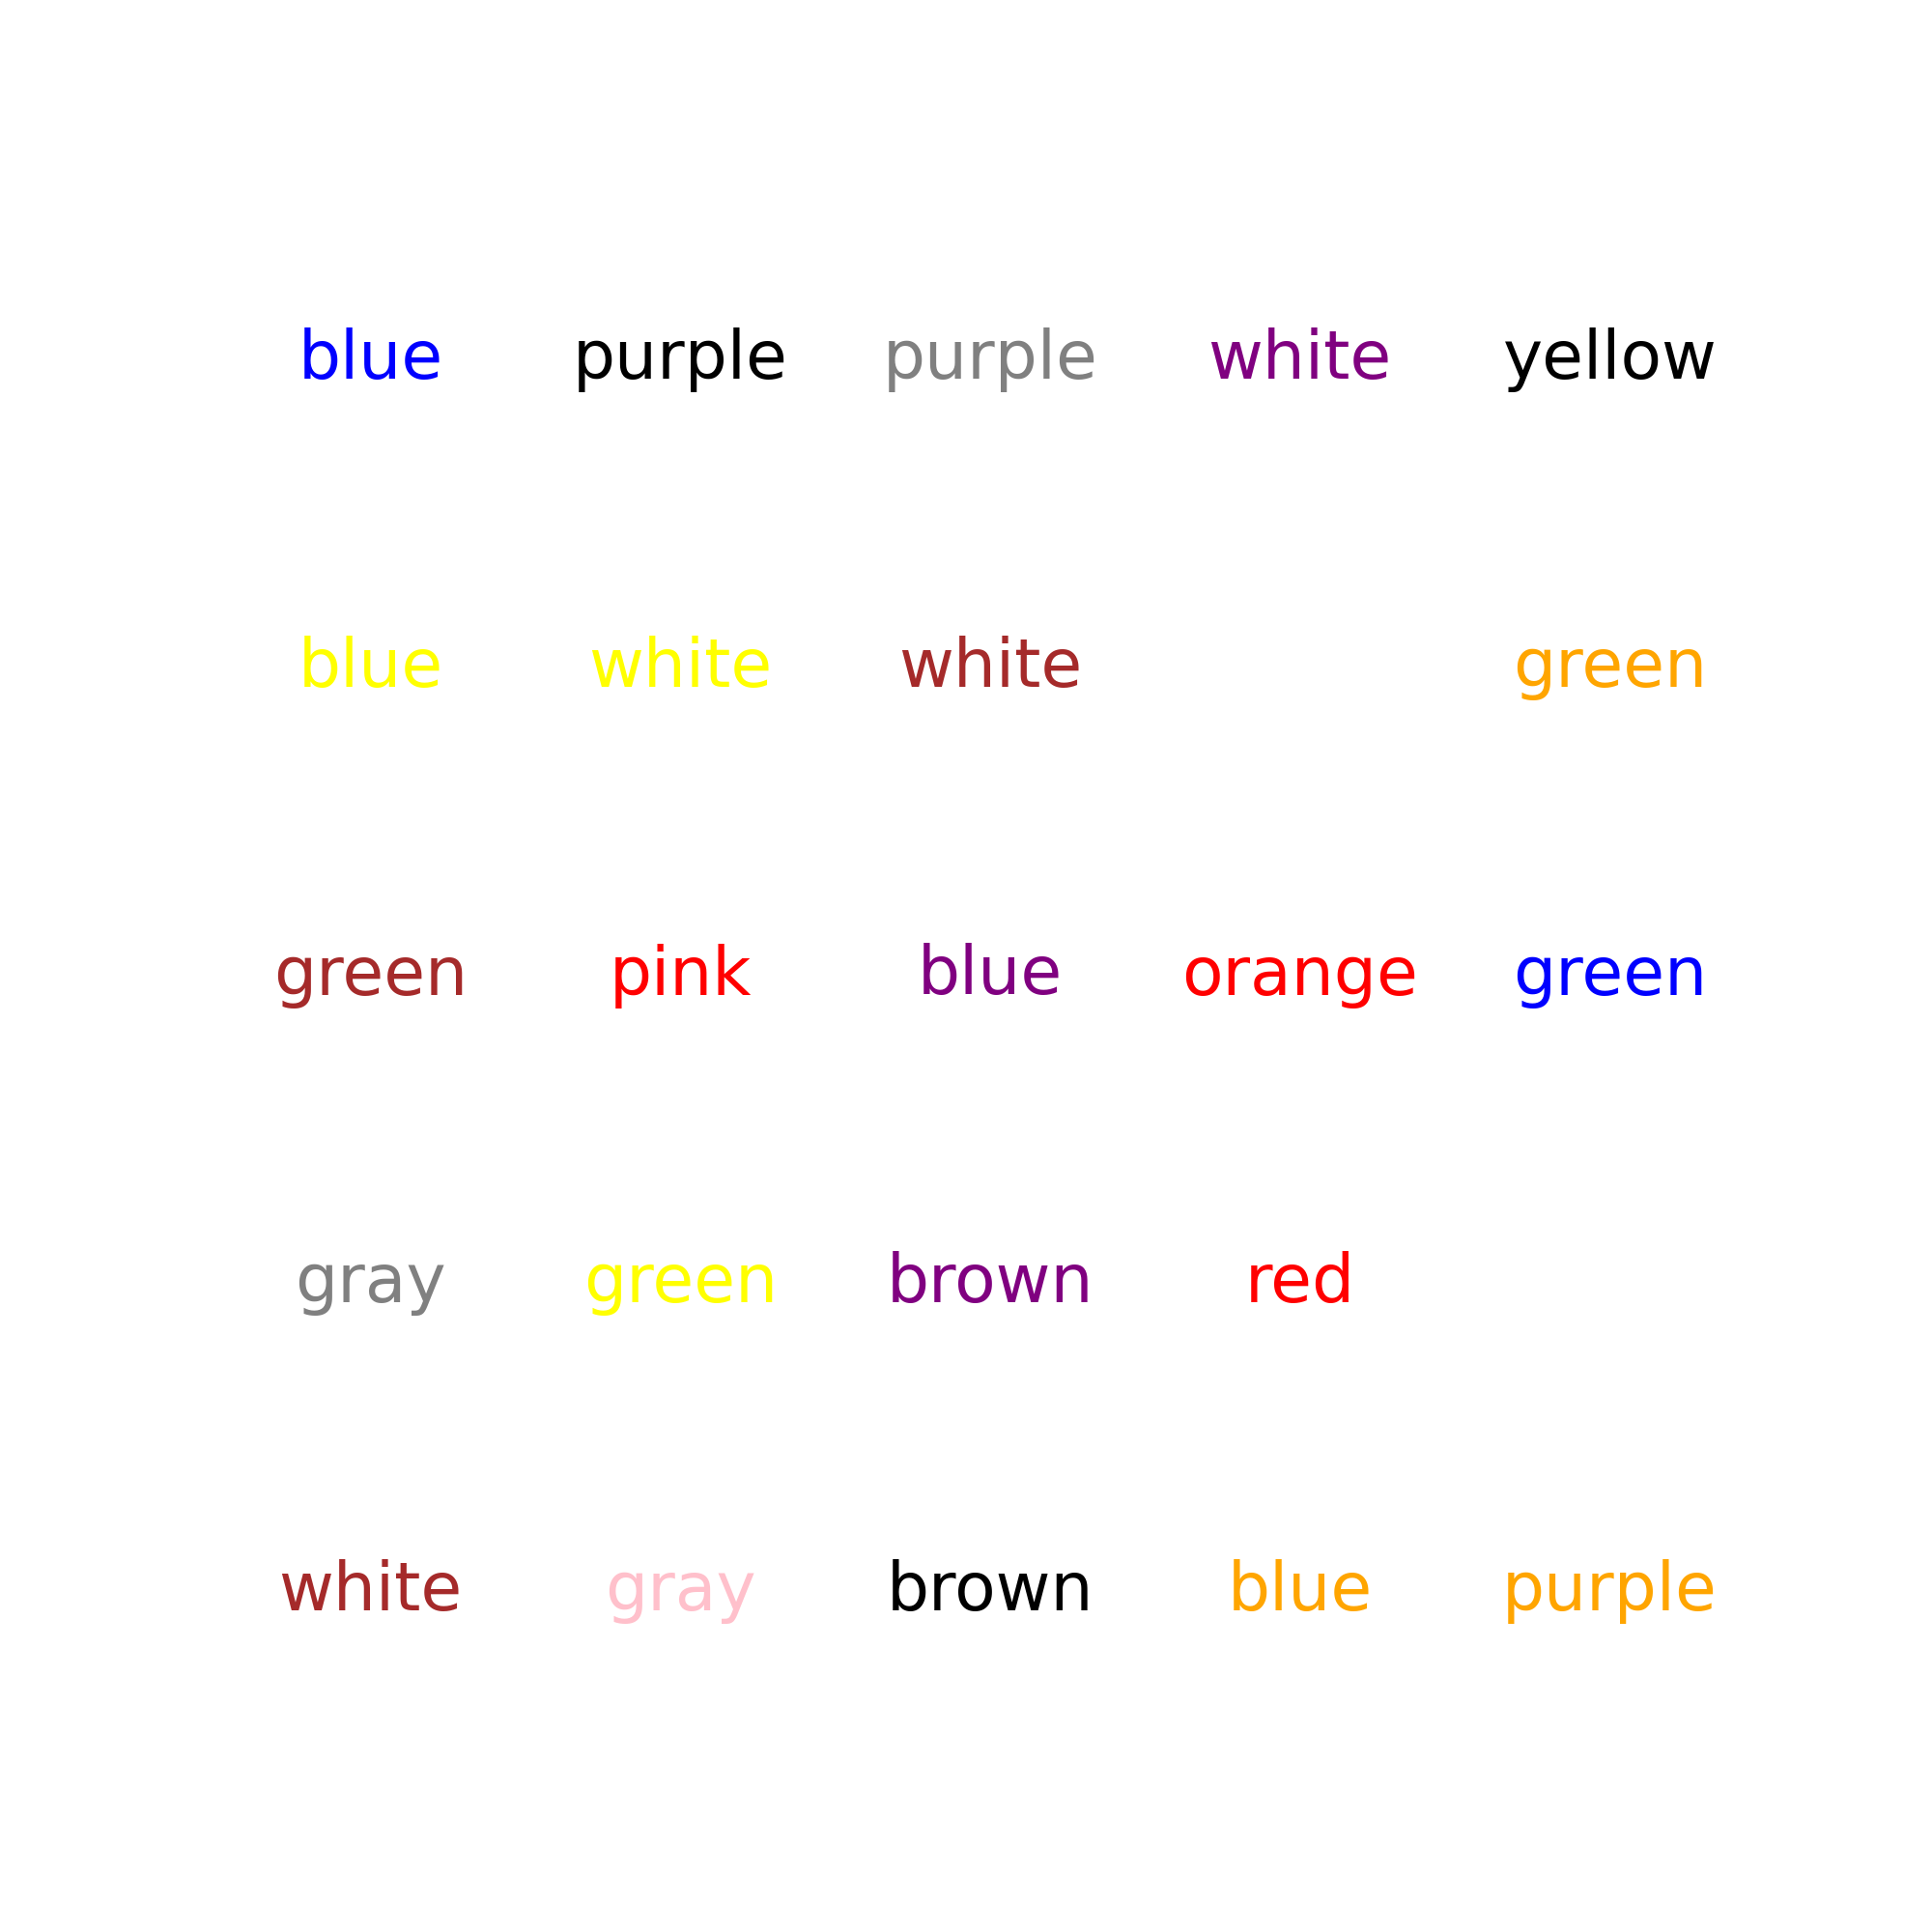 blue purple purple white yellow
blue white white green
green pink blue orange green
gray green brown red
white gray brown blue purple